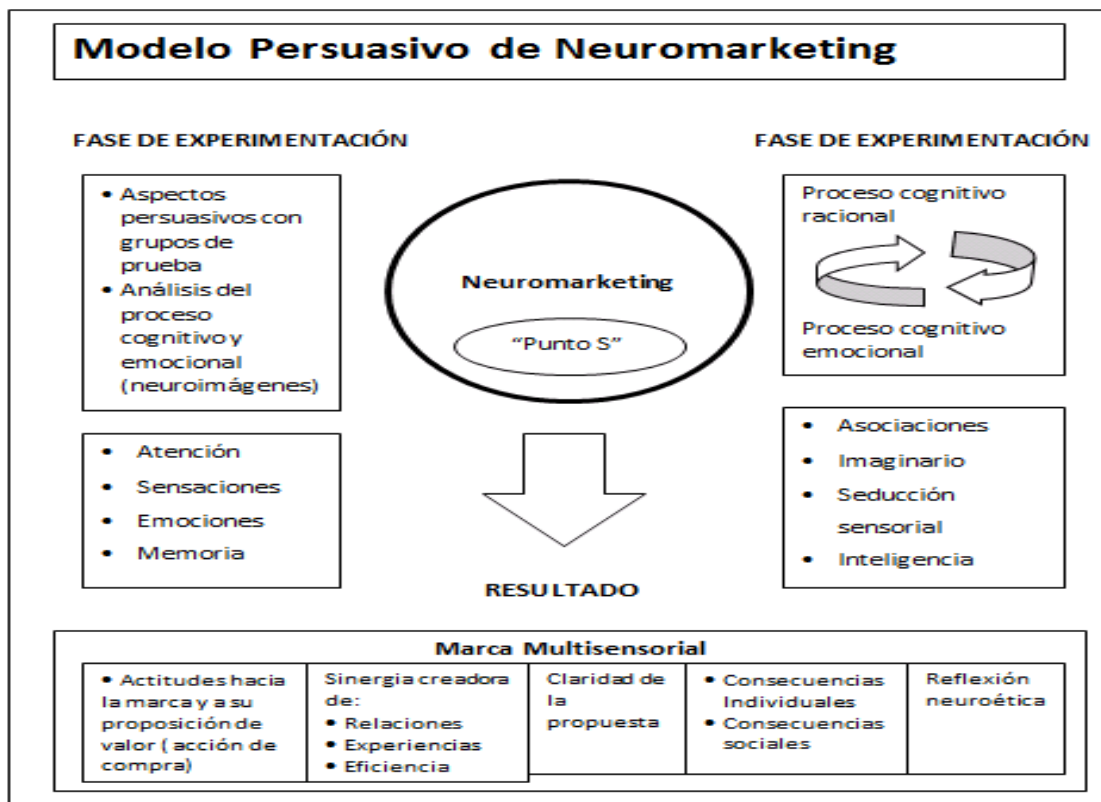 Modelo Persuasivo de Neuromarketing
FASE DE EXPERIMENTACIÓN
• Aspectos
persuasivos con
grupos de
prueba
• Análisis del
proceso
cognitivo y
emocional
(neuroimágenes)
• Atención
• Sensaciones
• Emociones
• Memoria
Neuromarketing
“Punto S”
FASE DE EXPERIMENTACIÓN
Proceso cognitivo
racional
Proceso cognitivo
emocional
• Asociaciones
• Imaginario
• Seducción
sensorial
• Inteligencia
RESULTADO
Marca Multisensorial
• Actitudes hacia
la marca y a su
proposición de
valor ( acción de
compra)
Sinergia creadora
de:
• Relaciones
• Experiencias
• Eficiencia
Claridad de
la
propuesta
• Consecuencias
Individuales
• Consecuencias
sociales
Reflexión
neuroética